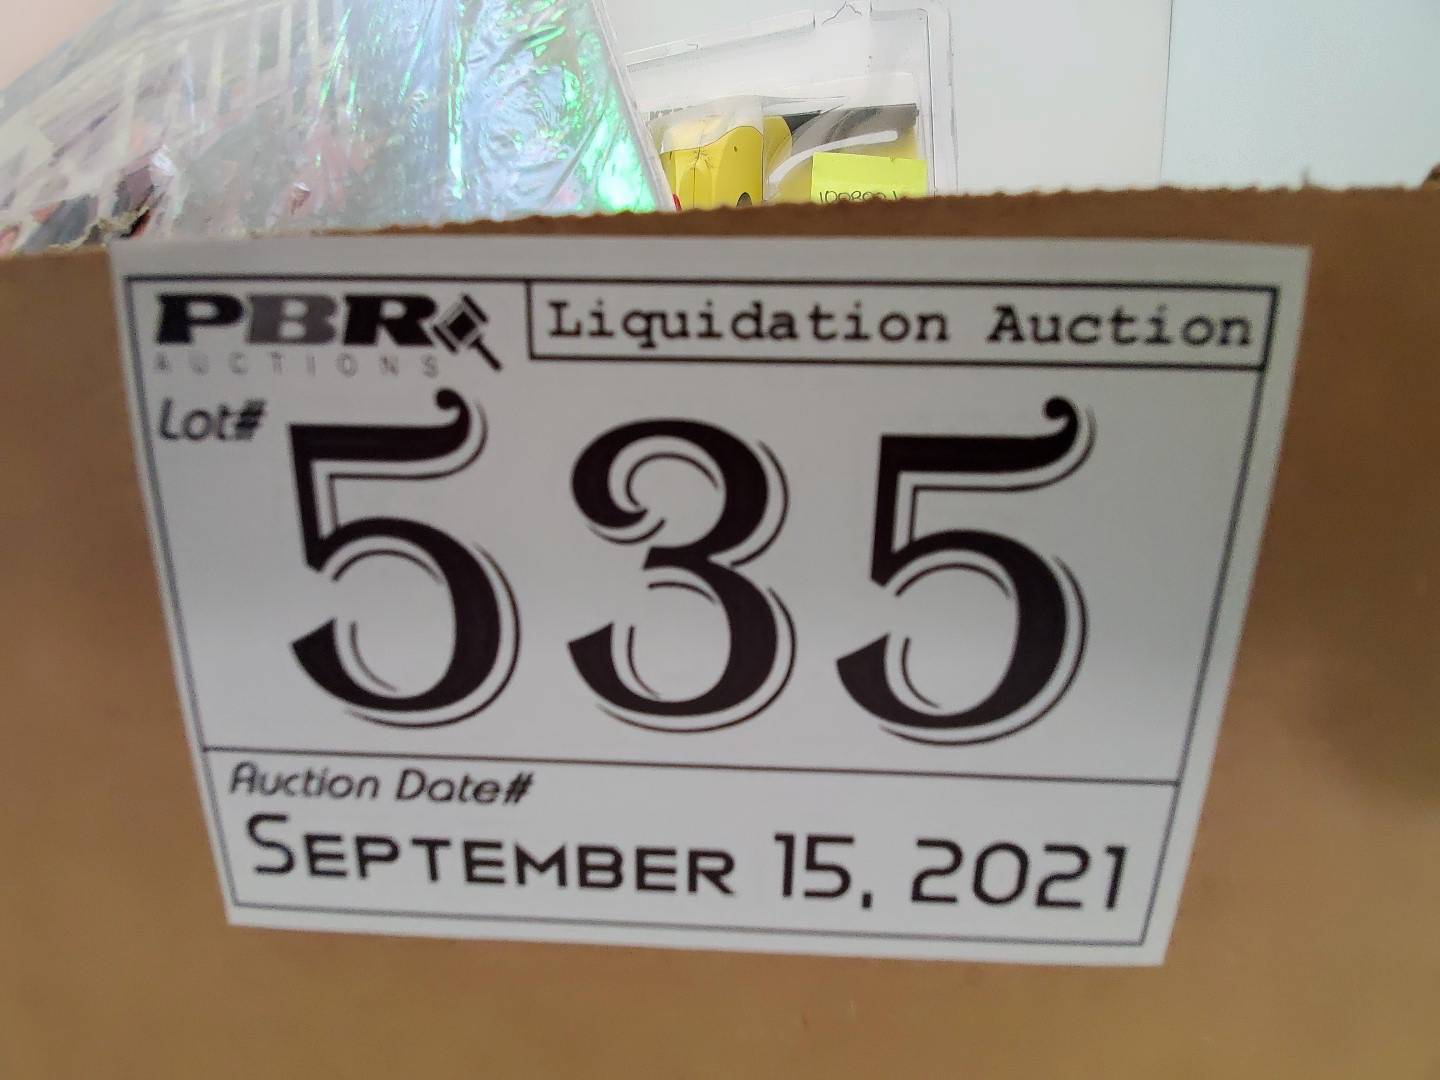 PBR
AUCTIONS
Liquidation Auction
Lot#
535
Auction Date#
SEPTEMBER 15, 2021